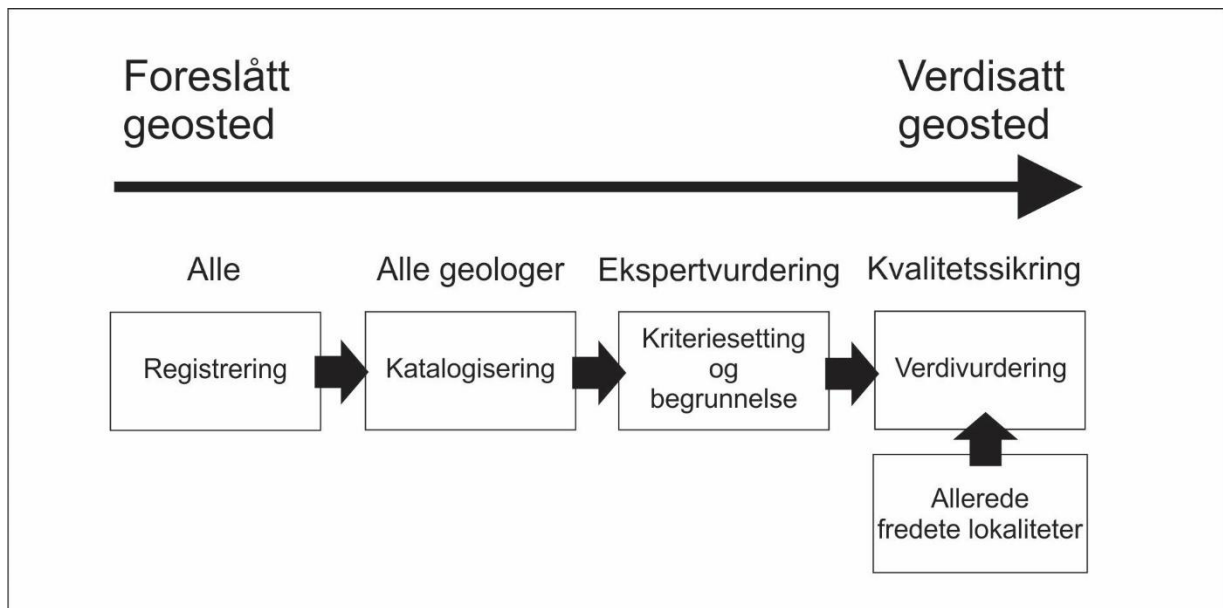 Foreslått
geosted
Verdisatt
geosted
Alle
Alle geologer
Ekspertvurdering
Kvalitetssikring
Registrering
Katalogisering
Kriteriesetting
og
begrunnelse
Verdivurdering
Allerede
fredete lokaliteter